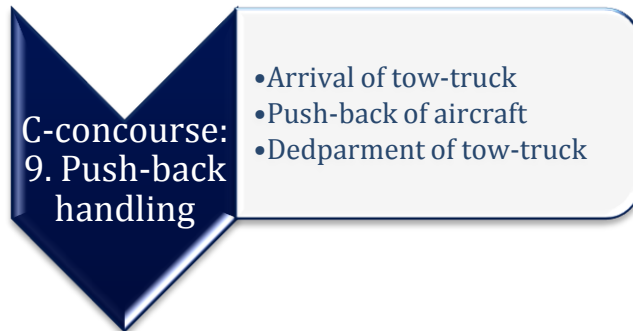 C-concourse:
9. Push-back
handling
•Arrival of tow-truck
•Push-back of aircraft
•Dedparment of tow-truck